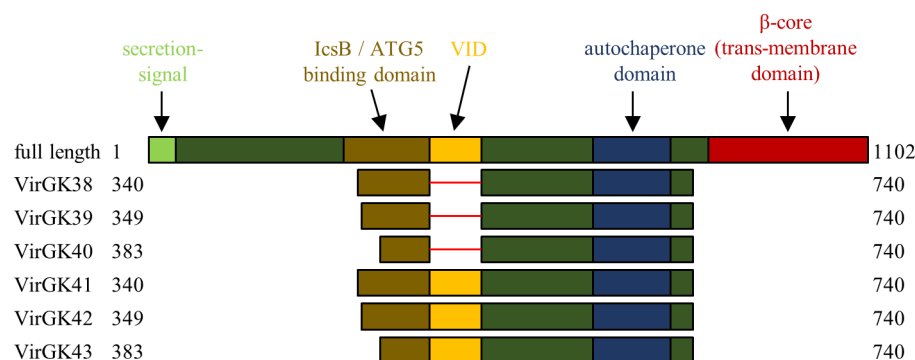 β-core
secretion-
signal
IcsB / ATG5
binding domain
VID
autochaperone
domain
(trans-membrane
domain)
full length 1 1102
VirGK38 340 740
VirGK39 349 740
VirGK40 383 740
VirGK41 340 740
VirGK42 349 740
VirGK43 383 740